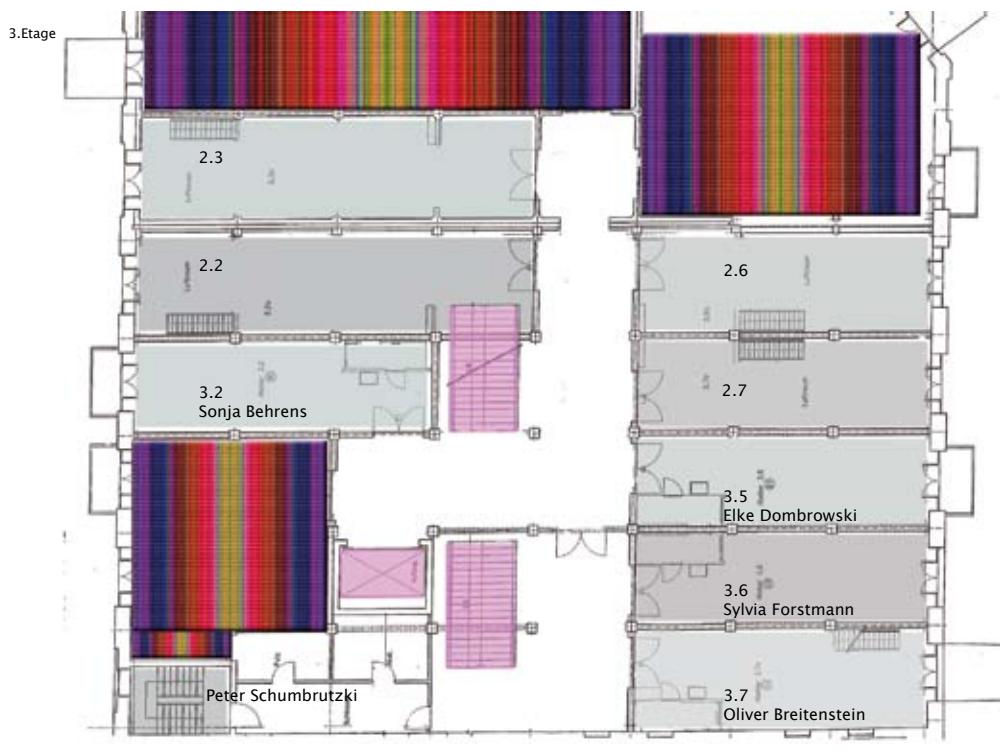 3.Etage
2.3
2.2
2.6
2.7
3.2
Sonja Behrens
3.5
Elke Dombrowski
3.6
Sylvia Forstmann
Peter Schumbrutzki
3.7
Oliver Breitenstein